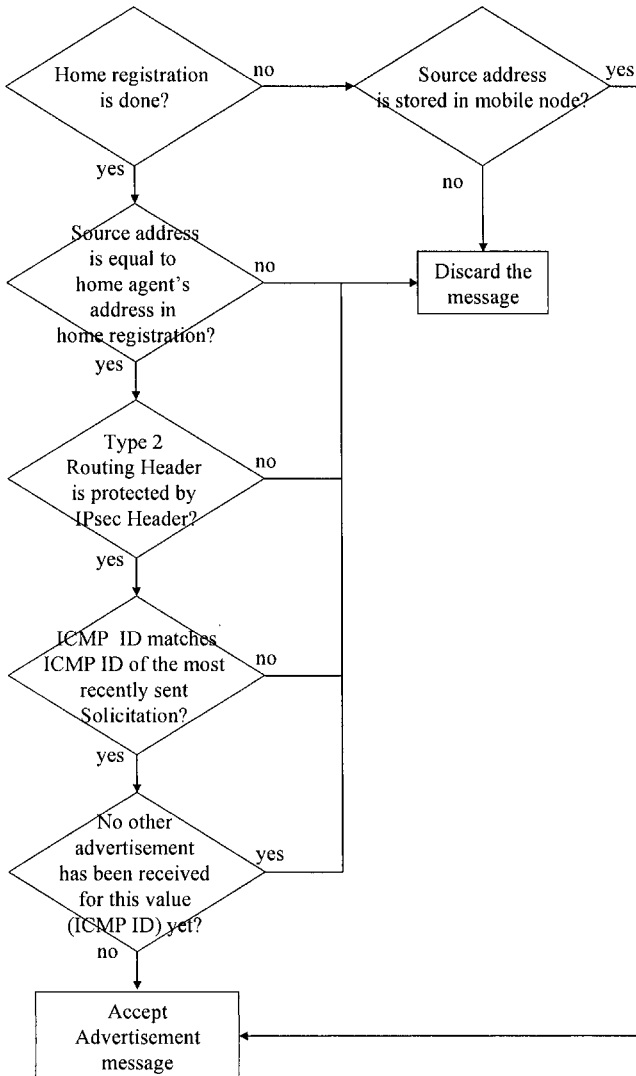 Home registration
is done?
no
Source address
is stored in mobile node?
yes
yes
no
Source address
is equal to
home agent's
address in
home registration?
no
Discard the
message
yes
Type 2
Routing Header
is protected by
IPsec Header?
no
yes
ICMP ID matches
ICMP ID of the most
recently sent
Solicitation?
no
yes
No other
advertisement
has been received
for this value
(ICMP ID) yet?
yes
no
Accept
Advertisement
message